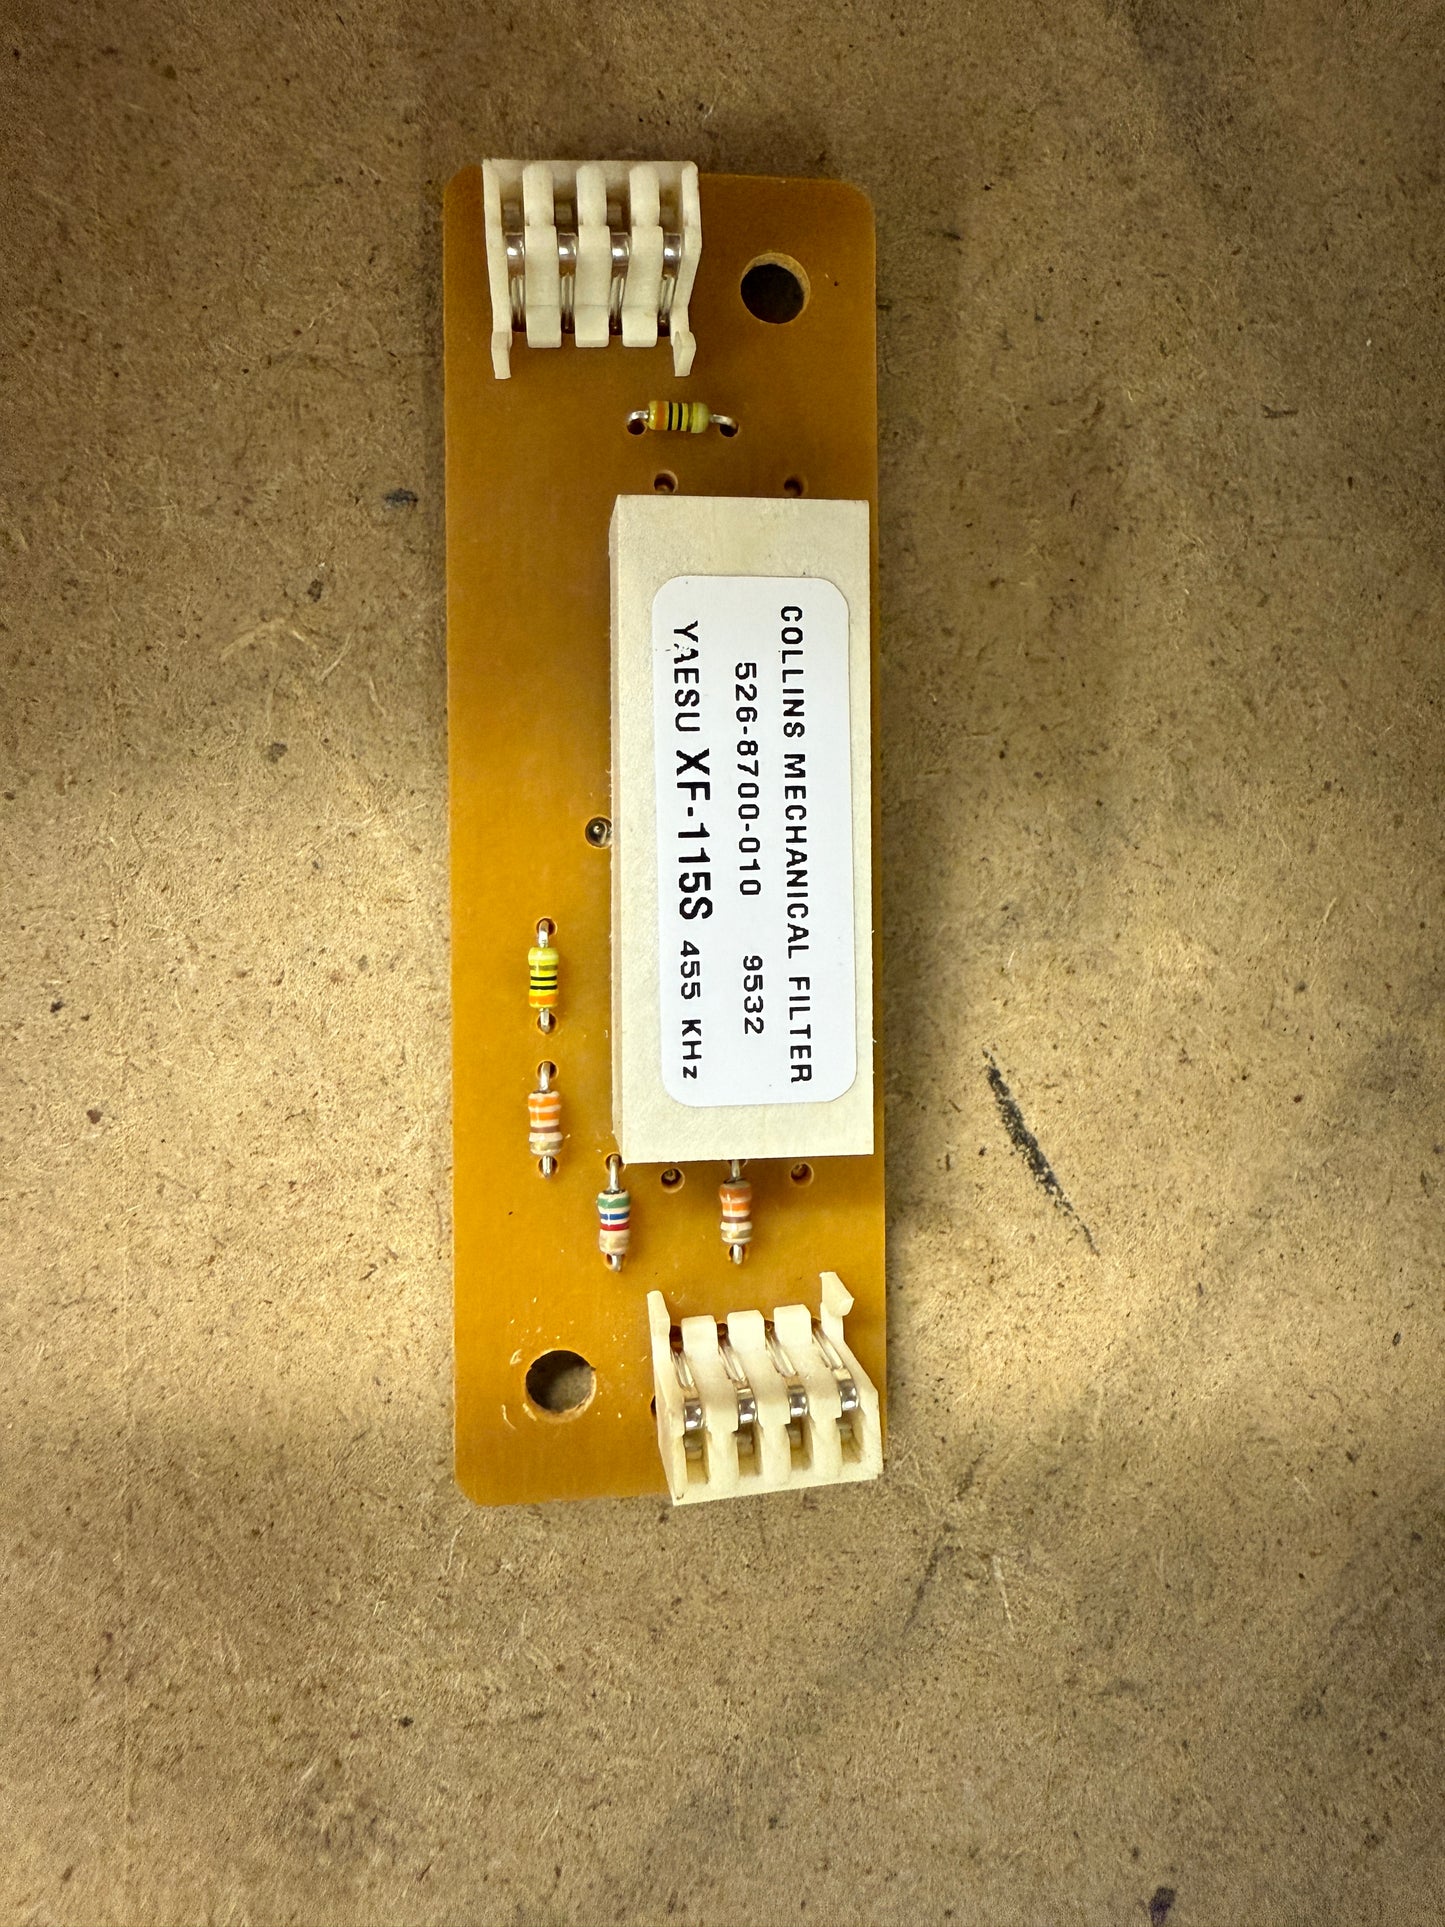 COLLINS MECHANICAL FILTER
526-8700-010 9532
YAESU XF-115S 455 KHz